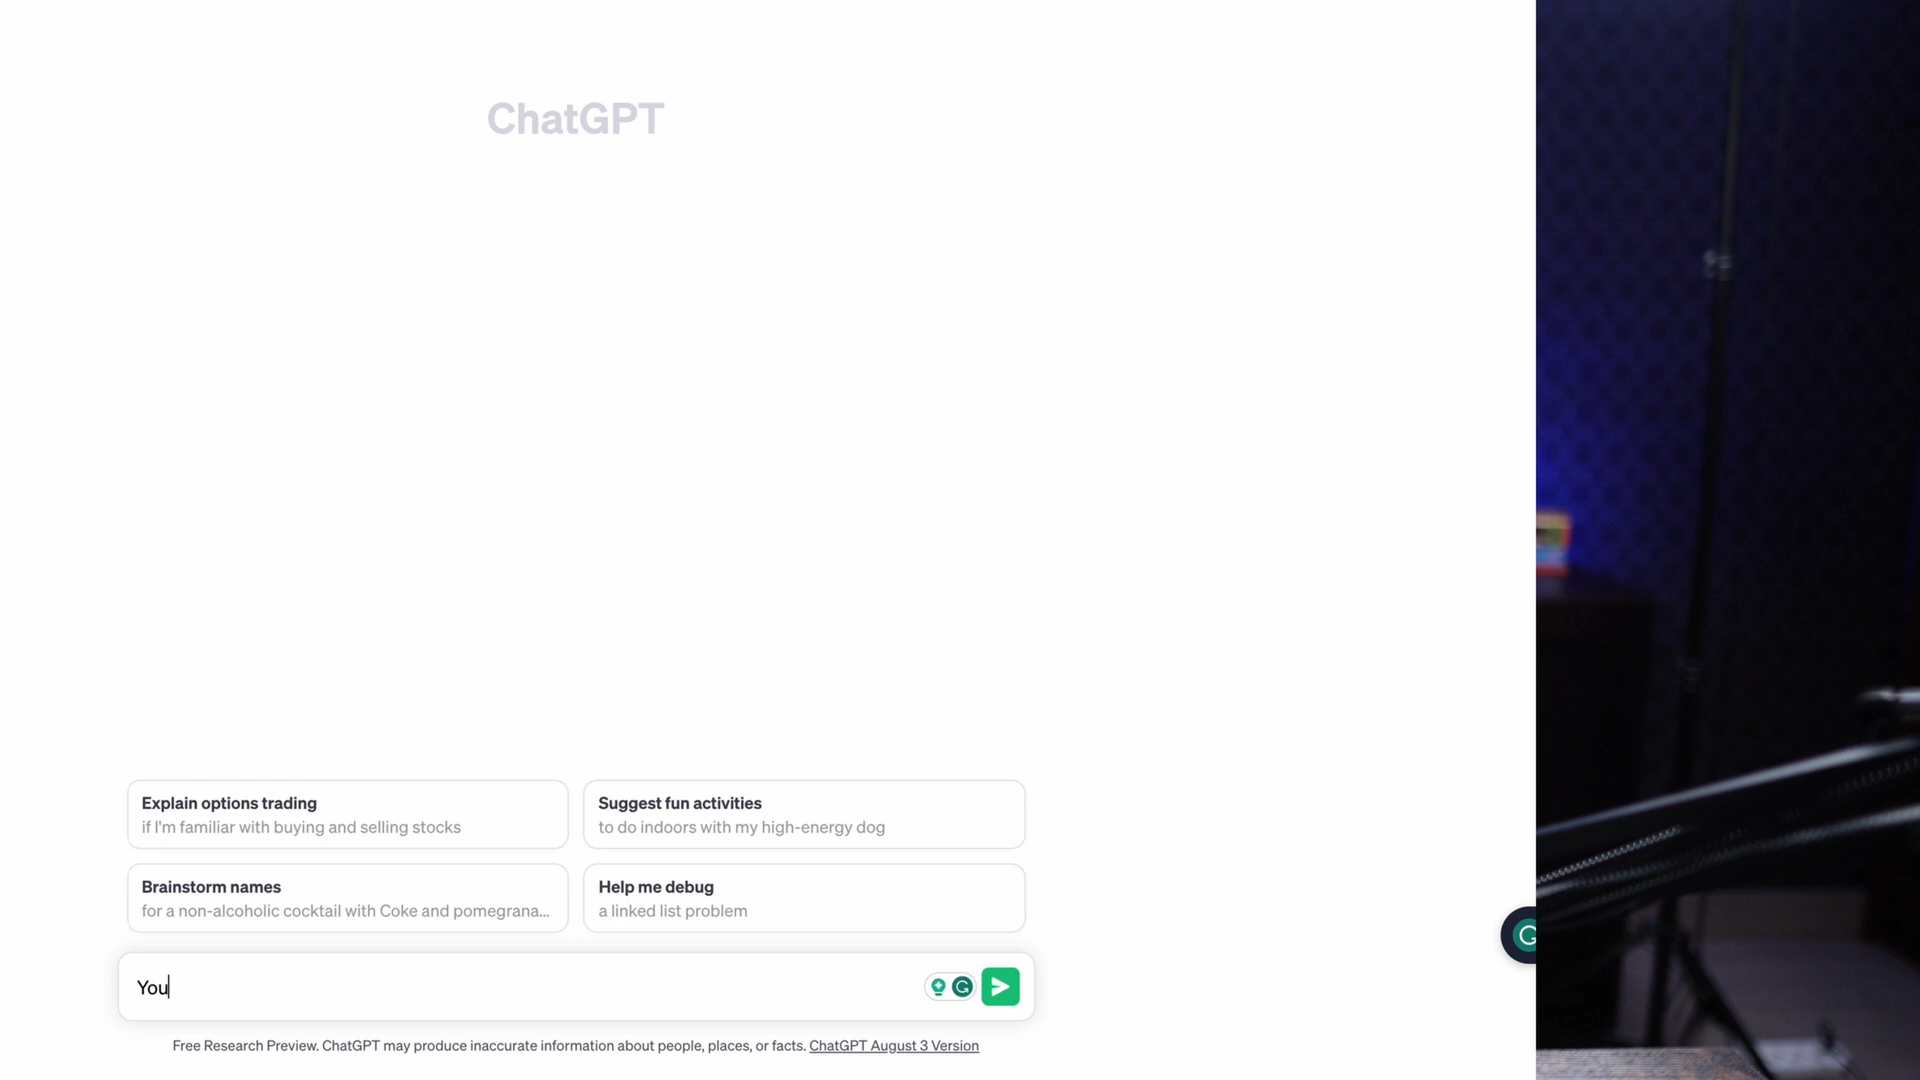 ChatGPT
Explain options trading
if I'm familiar with buying and selling stocks
Suggest fun activities
to do indoors with my high-energy dog
Brainstorm names
for a non-alcoholic cocktail with Coke and pomegrana...
Help me debug
a linked list problem
You
Free Research Preview. ChatGPT may produce inaccurate information about people, places, or facts. ChatGPT August 3 Version